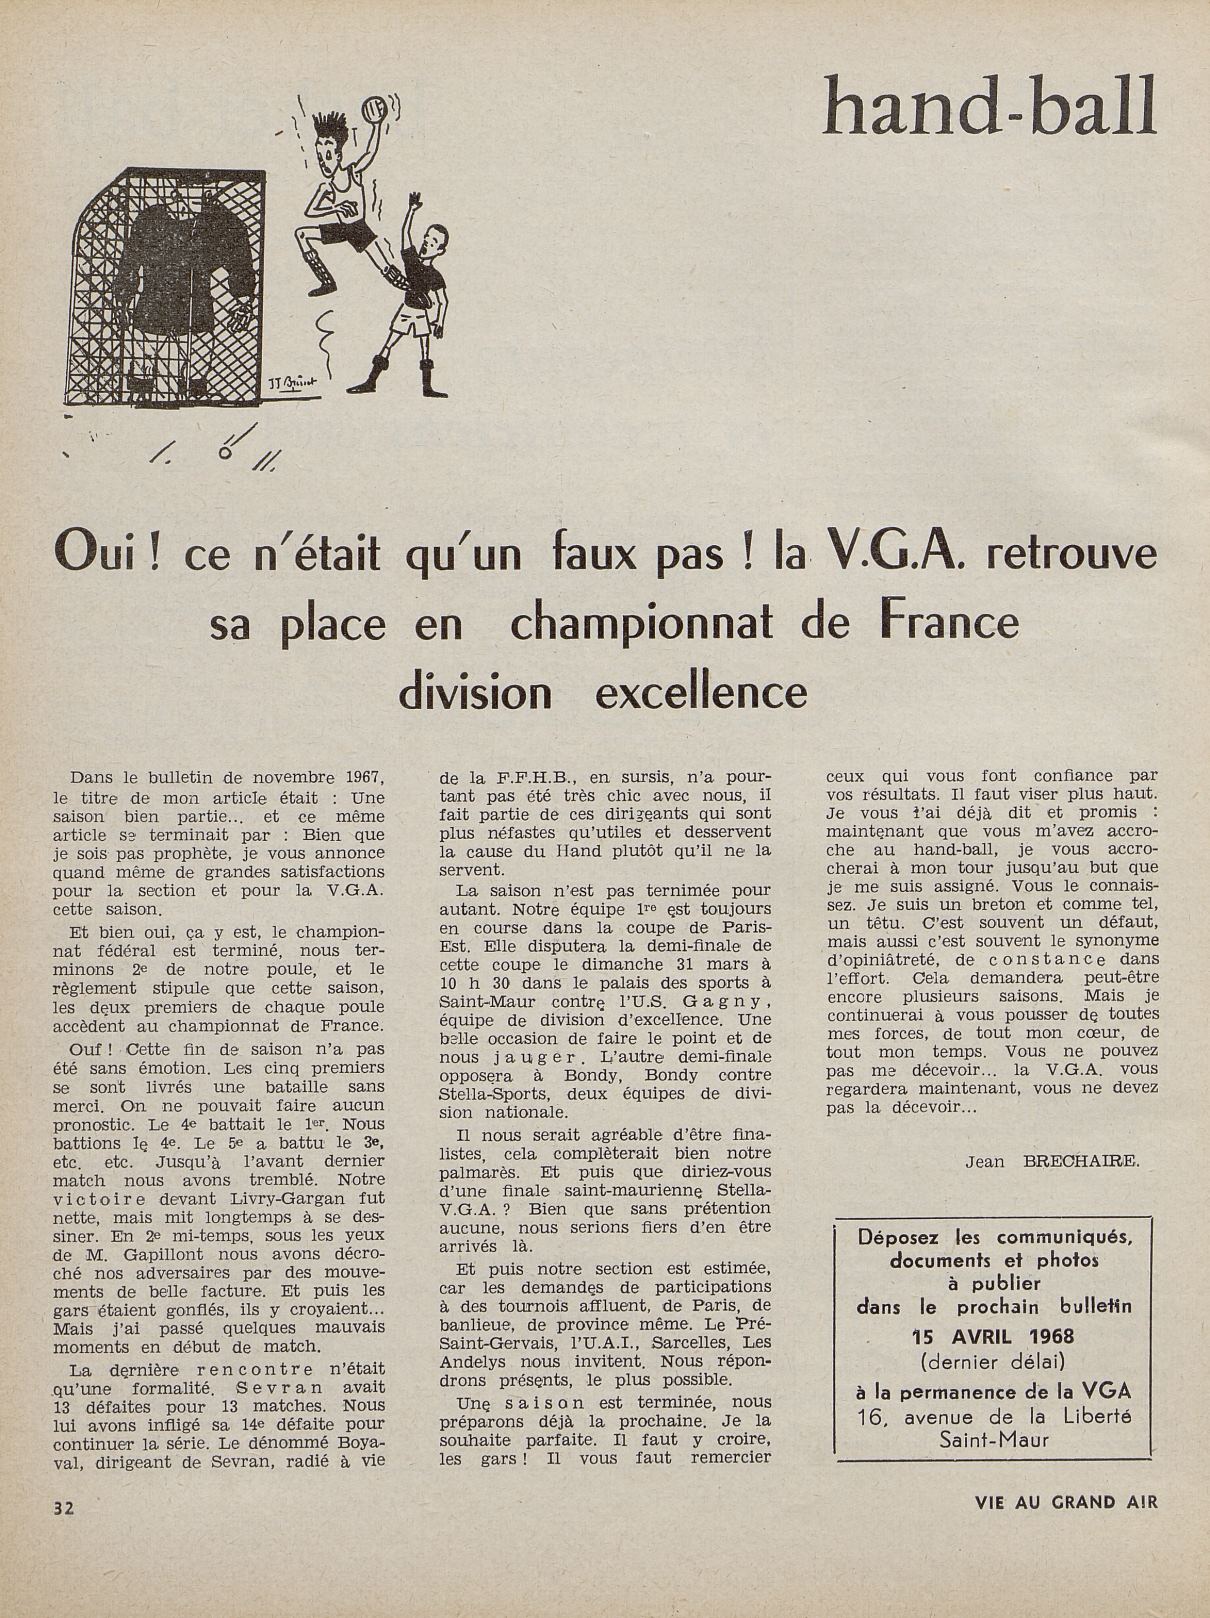 hand-ball
Oui ! ce n'était qu'un faux pas ! la V.G.A. retrouve
sa place en championnat de France
division excellence
Dans le bulletin de novembre 1967,
le titre de mon article était : Une
saison bien partie... et ce même
article se terminait par : Bien que
je sois pas prophète, je vous annonce
quand même de grandes satisfactions
pour la section et pour la V.G.A.
cette saison.
Et bien oui, ça y est, le champion-
nat fédéral est terminé, nous ter-
minons 2e de notre poule, et le
règlement stipule que cette saison,
les deux premiers de chaque poule
accèdent au championnat de France.
Ouf ! Cette fin de saison n'a pas
été sans émotion. Les cinq premiers
se sont livrés une bataille sans
merci. On ne pouvait faire aucun
pronostic. Le 4e battait le 1er. Nous
battions le 4e. Le 5e a battu le 3e,
etc. etc. Jusqu'à l'avant dernier
match nous avons tremblé. Notre
victoire devant Livry-Gargan fut
nette, mais mit longtemps à se des-
siner. En 2e mi-temps, sous les yeux
de M. Gapillont nous avons décro-
ché nos adversaires par des mouve-
ments de belle facture. Et puis les
gars étaient gonflés, ils y croyaient...
Mais j'ai passé quelques mauvais
moments en début de match.
La dernière rencontre n'était
qu'une formalité. Sevran avait
13 défaites pour 13 matches. Nous
lui avons infligé sa 14e défaite pour
continuer la série. Le dénommé Boya-
val, dirigeant de Sevran, radié à vie
de la F.F.H.B., en sursis, n'a pour-
tant pas été très chic avec nous, il
fait partie de ces dirigeants qui sont
plus néfastes qu'utiles et desservent
la cause du Hand plutôt qu'il ne la
servent.
La saison n'est pas ternimée pour
autant. Notre équipe 1re est toujours
en course dans la coupe de Paris-
Est. Elle disputera la demi-finale de
cette coupe le dimanche 31 mars à
10 h 30 dans le palais des sports à
Saint-Maur contre l'U.S. Gagny,
équipe de division d'excellence. Une
belle occasion de faire le point et de
nous jauger. L'autre demi-finale
opposera à Bondy, Bondy contre
Stella-Sports, deux équipes de divi-
sion nationale.
Il nous serait agréable d'être fina-
listes, cela complèterait bien notre
palmarès. Et puis que diriez-vous
d'une finale saint-maurienne Stella-
V.G.A. ? Bien que sans prétention
aucune, nous serions fiers d'en être
arrivés là.
Et puis notre section est estimée,
car les demandes de participations
à des tournois affluent, de Paris, de
banlieue, de province même. Le Pré-
Saint-Gervais, l'U.A.I., Sarcelles, Les
Andelys nous invitent. Nous répon-
drons présents, le plus possible.
Une saison est terminée, nous
préparons déjà la prochaine. Je la
souhaite parfaite. Il faut y croire,
les gars ! Il vous faut remercier
ceux qui vous font confiance par
vos résultats. Il faut viser plus haut.
Je vous l'ai déjà dit et promis :
maintenant que vous m'avez accro-
che au hand-ball, je vous accro-
cherai à mon tour jusqu'au but que
je me suis assigné. Vous le connais-
sez. Je suis un breton et comme tel,
un têtu. C'est souvent un défaut,
mais aussi c'est souvent le synonyme
d'opiniâtreté, de constance dans
l'effort. Cela demandera peut-être
encore plusieurs saisons. Mais je
continuerai à vous pousser de toutes
mes forces, de tout mon cœur, de
tout mon temps. Vous ne pouvez
pas me décevoir... la V.G.A. vous
regardera maintenant, vous ne devez
pas la décevoir...
Jean BRECHAIRE.
Déposez les communiqués,
documents et photos
à publier
dans le prochain bulletin
15 AVRIL 1968
(dernier délai)
à la permanence de la VGA
16, avenue de la Liberté
Saint-Maur
32
VIE AU GRAND AIR